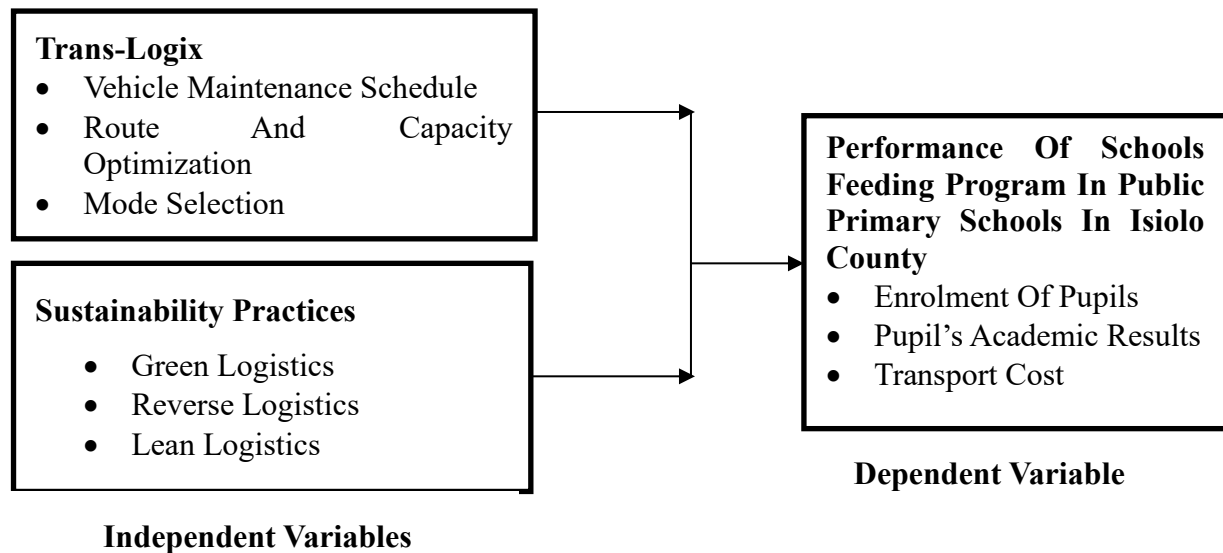 Trans-Logix
• Vehicle Maintenance Schedule
• Route And Capacity
Optimization
• Mode Selection
Sustainability Practices
• Green Logistics
• Reverse Logistics
• Lean Logistics
Independent Variables
Performance Of Schools
Feeding Program In Public
Primary Schools In Isiolo
County
• Enrolment Of Pupils
• Pupil’s Academic Results
• Transport Cost
Dependent Variable